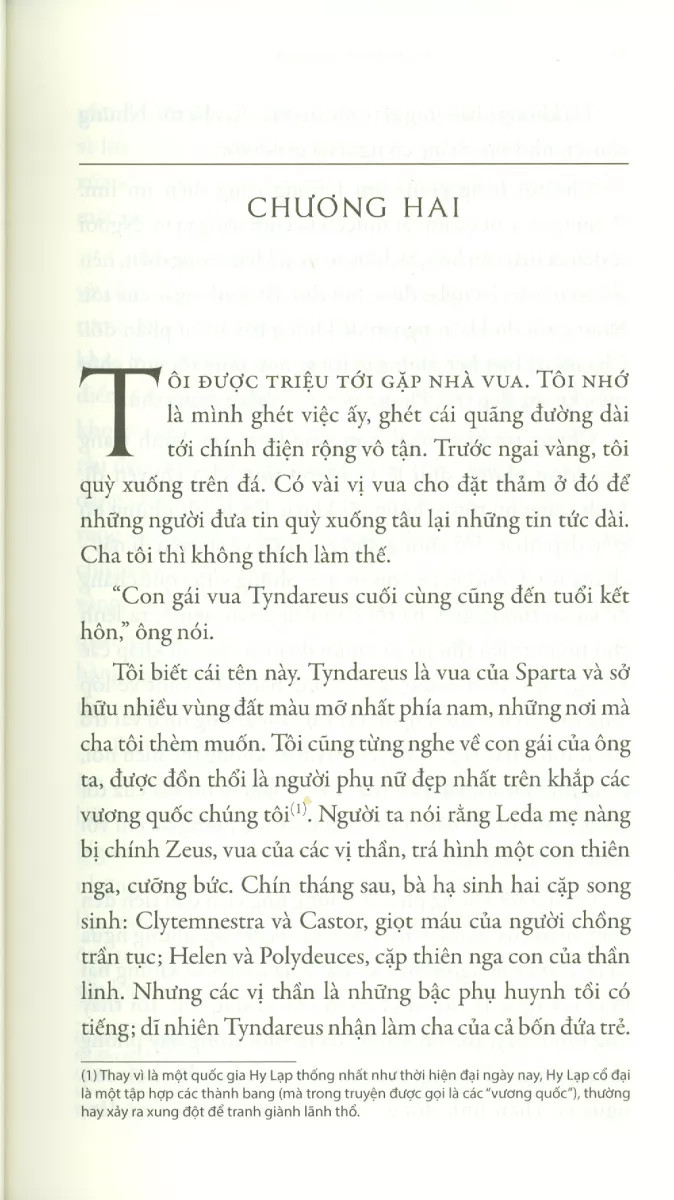 CHƯƠNG HAI
TÔI ĐƯỢC TRIỆU TỚI GẶP NHÀ VUA. TÔI NHỚ
là mình ghét việc ấy, ghét cái quãng đường dài
tới chính điện rộng vô tận. Trước ngai vàng, tôi
quỳ xuống trên đá. Có vài vị vua cho đặt thảm ở đó để
những người đưa tin quỳ xuống tâu lại những tin tức dài.
Cha tôi thì không thích làm thế.
“Con gái vua Tyndareus cuối cùng cũng đến tuổi kết
hôn,” ông nói.
Tôi biết cái tên này. Tyndareus là vua của Sparta và sở
hữu nhiều vùng đất màu mỡ nhất phía nam, những nơi mà
cha tôi thèm muốn. Tôi cũng từng nghe về con gái của ông
ta, được đồn thổi là người phụ nữ đẹp nhất trên khắp các
vương quốc chúng tôi(1). Người ta nói rằng Leda mẹ nàng
bị chính Zeus, vua của các vị thần, trá hình một con thiên
nga, cưỡng bức. Chín tháng sau, bà hạ sinh hai cặp song
sinh: Clytemnestra và Castor, giọt máu của người chồng
trần tục; Helen và Polydeuces, cặp thiên nga con của thần
linh. Nhưng các vị thần là những bậc phụ huynh tồi có
tiếng; dĩ nhiên Tyndareus nhận làm cha của cả bốn đứa trẻ.
(1) Thay vì là một quốc gia Hy Lạp thống nhất như thời hiện đại ngày nay, Hy Lạp cổ đại
là một tập hợp các thành bang (mà trong truyện được gọi là các “vương quốc”), thường
hay xảy ra xung đột để tranh giành lãnh thổ.